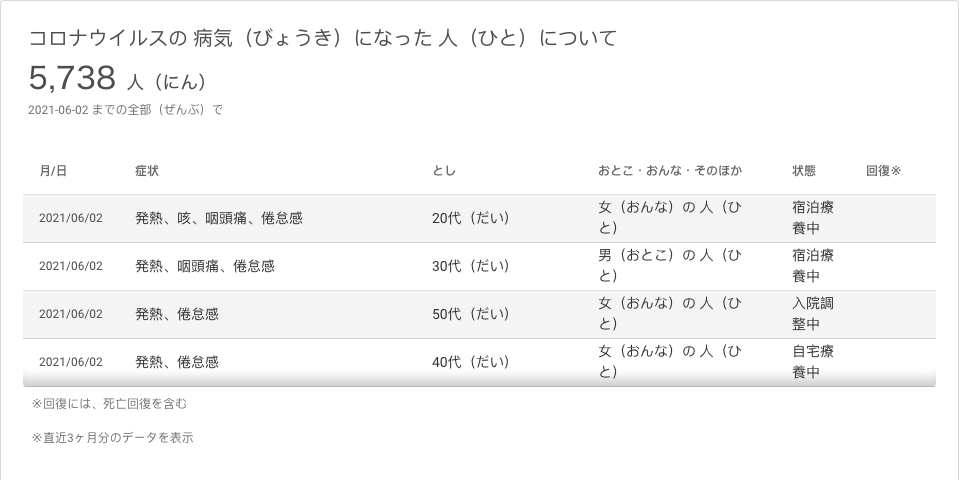 コロナウイルスの 病気（びょうき）になった 人（ひと）について
5,738 人（にん）
2021-06-02 までの全部（ぜんぶ）で
月/日 症状 とし おとこ・おんな・そのほか 状態 回復※
2021/06/02 発熱、咳、咽頭痛、倦怠感 20代（だい） 女（おんな）の 人（ひ 宿泊療
と） 養中
2021/06/02 発熱、咽頭痛、倦怠感 30代（だい） 男（おとこ）の 人（ひ 宿泊療
と） 養中
2021/06/02 発熱、倦怠感 50代（だい） 女（おんな）の 人（ひ 入院調
と） 整中
2021/06/02 発熱、倦怠感 40代（だい） 女（おんな）の 人（ひ 自宅療
と） 養中
※回復には、死亡回復を含む
※直近3ヶ月分のデータを表示